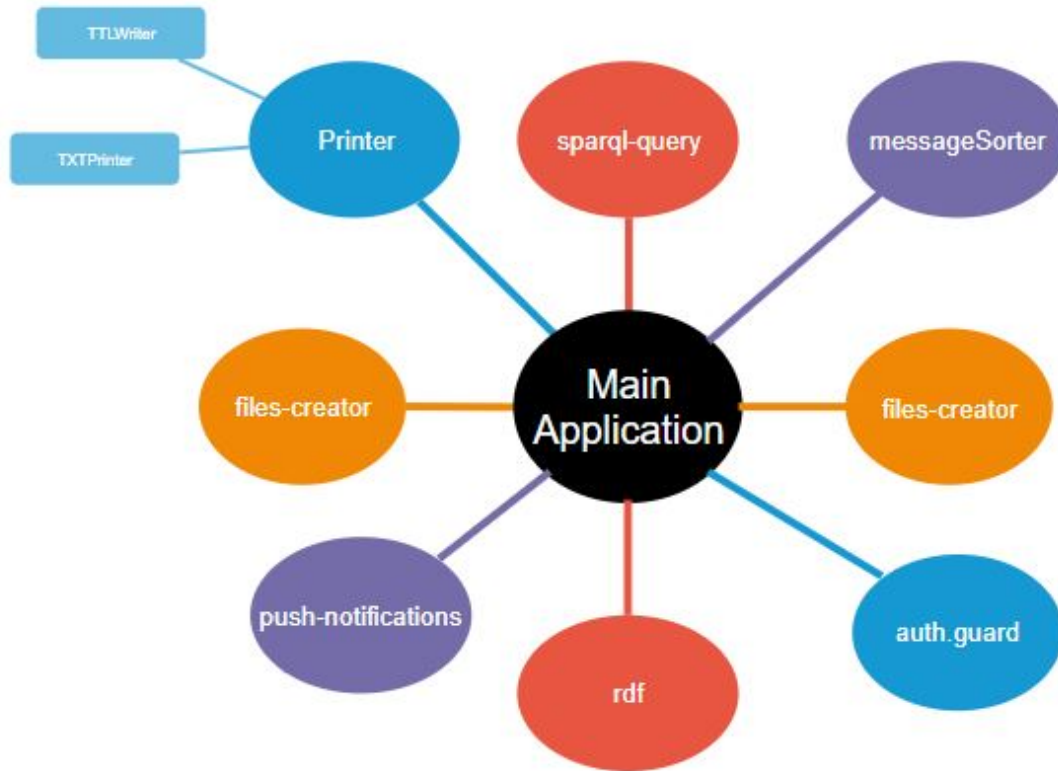 TTLWriter
TXTPrinter
Printer
sparql-query
messageSorter
files-creator
Main
Application
files-creator
push-notifications
rdf
auth.guard